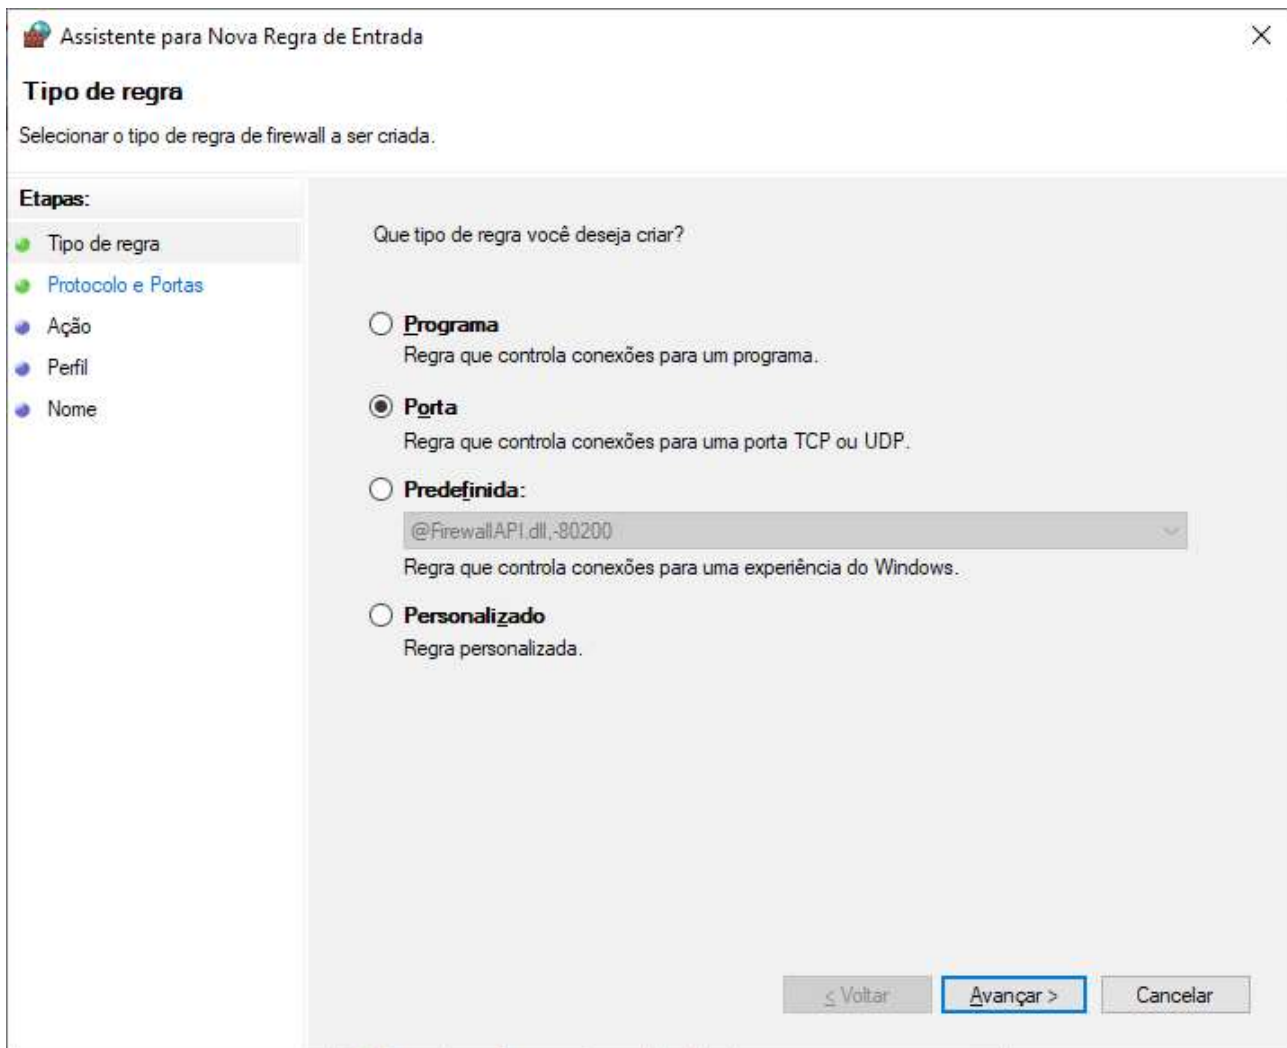 Assistente para Nova Regra de Entrada
Tipo de regra
Selecionar o tipo de regra de firewall a ser criada.
Etapas:
Tipo de regra
Protocolo e Portas
Ação
Perfil
Nome
Que tipo de regra você deseja criar?
Programa
Regra que controla conexões para um programa.
Porta
Regra que controla conexões para uma porta TCP ou UDP.
Predefinida:
@FirewallAPI.dll,-80200
Regra que controla conexões para uma experiência do Windows.
Personalizado
Regra personalizada.
< Voltar
Avançar >
Cancelar